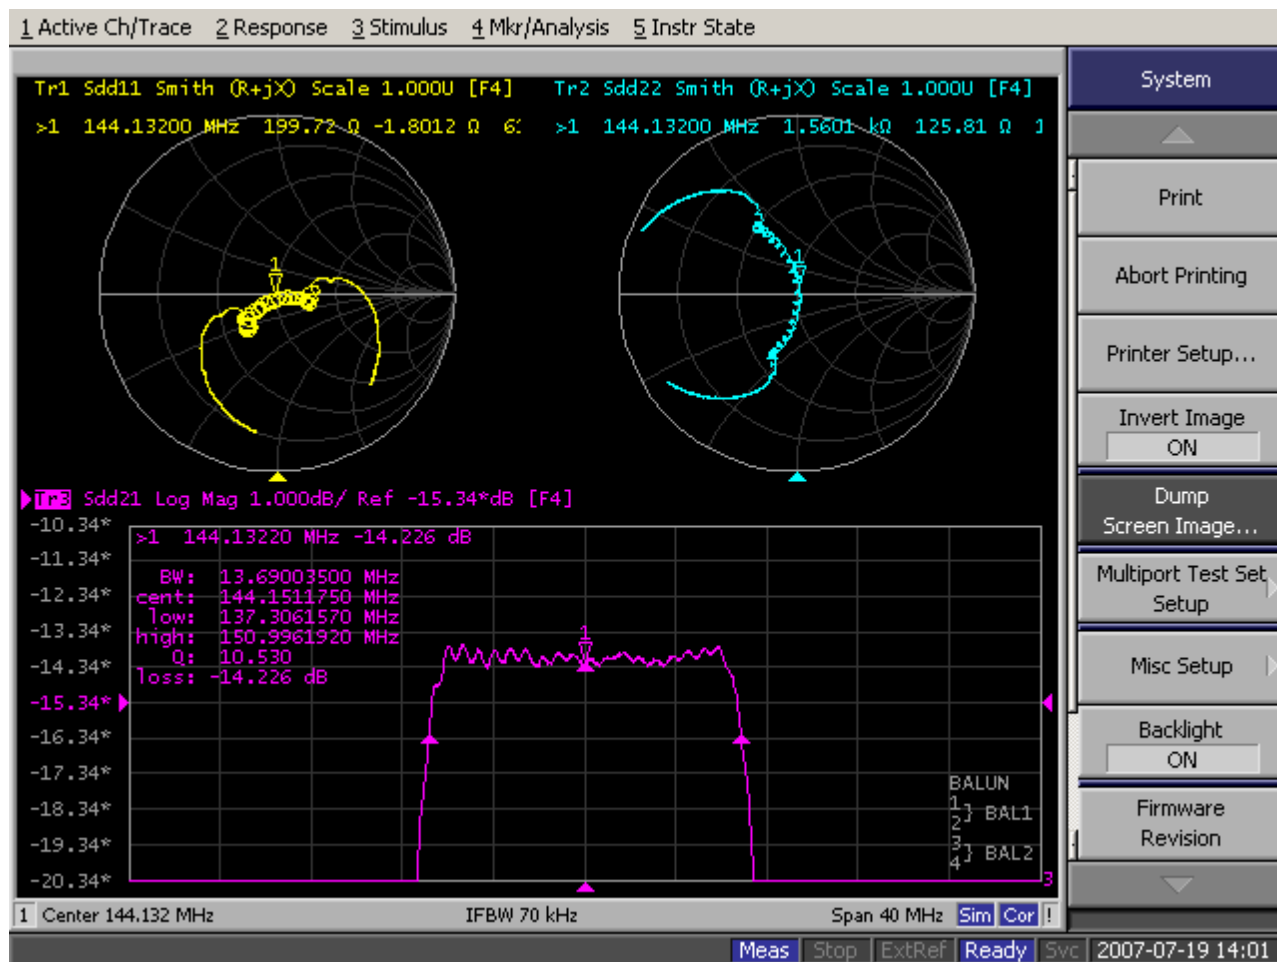 1 Active Ch/Trace 2 Response 3 Stimulus 4 Mkr/Analysis 5 Instr State
Tr1 Sdd11 Smith (R+jX) Scale 1.000U [F4]
>1 144.13200 MHz 199.72 Ω -1.8012 Ω
1
Tr2 Sdd22 Smith (R+jX) Scale 1.000U [F4]
>1 144.13200 MHz 1.5601 kΩ 125.81 Ω 1
1
Tr3 Sdd21 Log Mag 1.000dB/ Ref -15.34*dB [F4]
-10.34*
-11.34*
-12.34*
-13.34*
-14.34*
-15.34*
-16.34*
-17.34*
-18.34*
-19.34*
-20.34*
>1 144.13220 MHz -14.226 dB
BW: 13.69003500 MHz
cent: 144.1511750 MHz
low: 137.3061570 MHz
high: 150.9961920 MHz
Q: 10.530
loss: -14.226 dB
1
BALUN
1
2 } BAL1
3
4 } BAL2
3
1 Center 144.132 MHz IFBW 70 kHz Span 40 MHz Sim Cor !
Meas Stop ExtRef Ready Svc 2007-07-19 14:01
System
Print
Abort Printing
Printer Setup...
Invert Image
ON
Dump
Screen Image...
Multiport Test Set
Setup
Misc Setup
Backlight
ON
Firmware
Revision